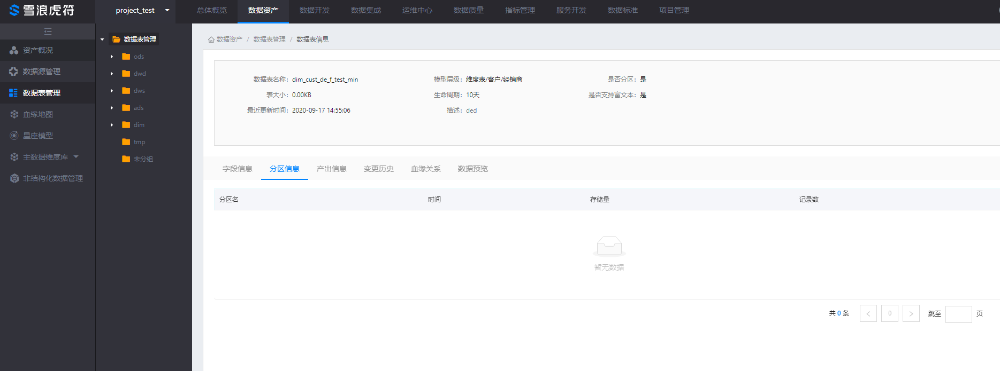 雪浪虎符
project_test
总体概览
数据资产
数据开发
数据集成
运维中心
数据质量
指标管理
服务开发
数据标准
项目管理
资产概况
数据源管理
数据表管理
血缘地图
星座模型
主数据维度库
非结构化数据管理
数据表管理
ods
dwd
dws
ads
dim
tmp
未分组
数据资产 / 数据表管理 / 数据表信息
数据表名称: dim_cust_de_f_test_min
模型层级: 维度表/客户/经销商
是否分区: 是
表大小: 0.00KB
生命周期: 10天
是否支持富文本: 是
最近更新时间: 2020-09-17 14:55:06
描述: ded
字段信息
分区信息
产出信息
变更历史
血缘关系
数据预览
分区名
时间
存储量
记录数
暂无数据
共 0 条 < 0 > 跳至 页